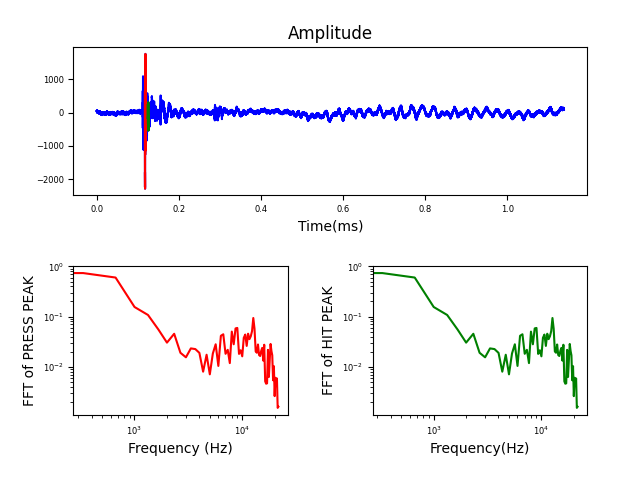 Amplitude
1000
0
−1000
−2000
0.0 0.2 0.4 0.6 0.8 1.0
Time(ms)
FFT of PRESS PEAK
10⁰
10⁻¹
10⁻²
10³ 10⁴
Frequency (Hz)
FFT of HIT PEAK
10⁰
10⁻¹
10⁻²
10³ 10⁴
Frequency(Hz)